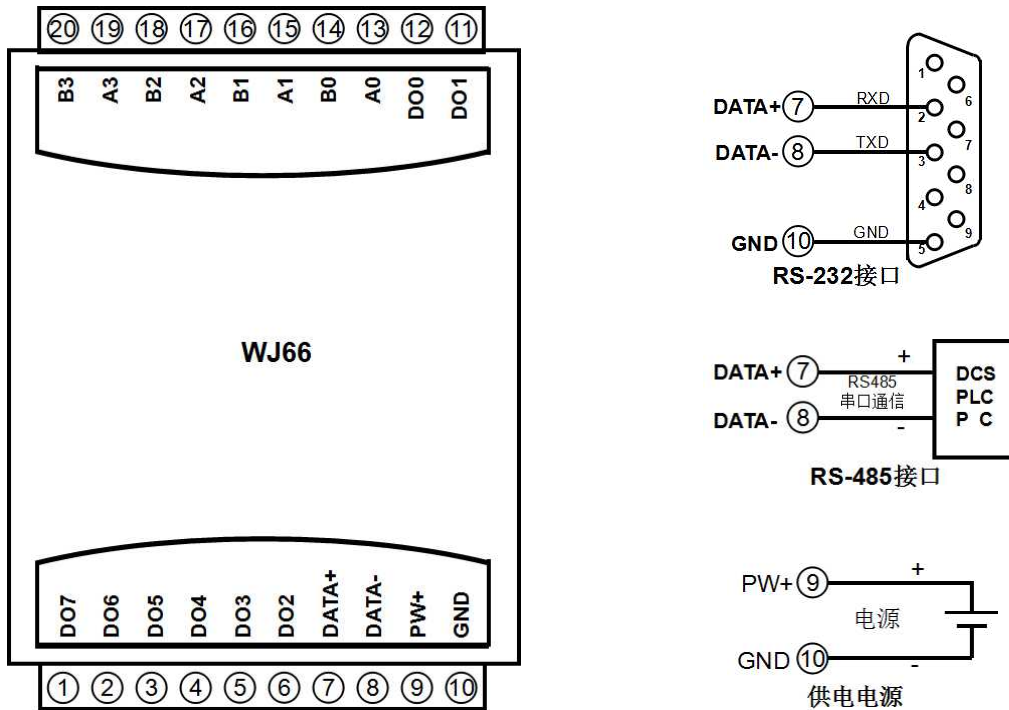 ⑳ ⑲ ⑱ ⑰ ⑯ ⑮ ⑭ ⑬ ⑫ ⑪
B3 A3 B2 A2 B1 A1 B0 A0 DO0 DO1
WJ66
DO7 DO6 DO5 DO4 DO3 DO2 DATA+ DATA- PW+ GND
① ② ③ ④ ⑤ ⑥ ⑦ ⑧ ⑨ ⑩
1
6
DATA+ ⑦ RXD 2
7
DATA- ⑧ TXD 3
8
4
9
GND ⑩ GND 5
RS-232接口
DATA+ ⑦ + DCS
RS485
串口通信 PLC
DATA- ⑧ - P C
RS-485接口
PW+ ⑨ +
电源
GND ⑩ -
供电电源